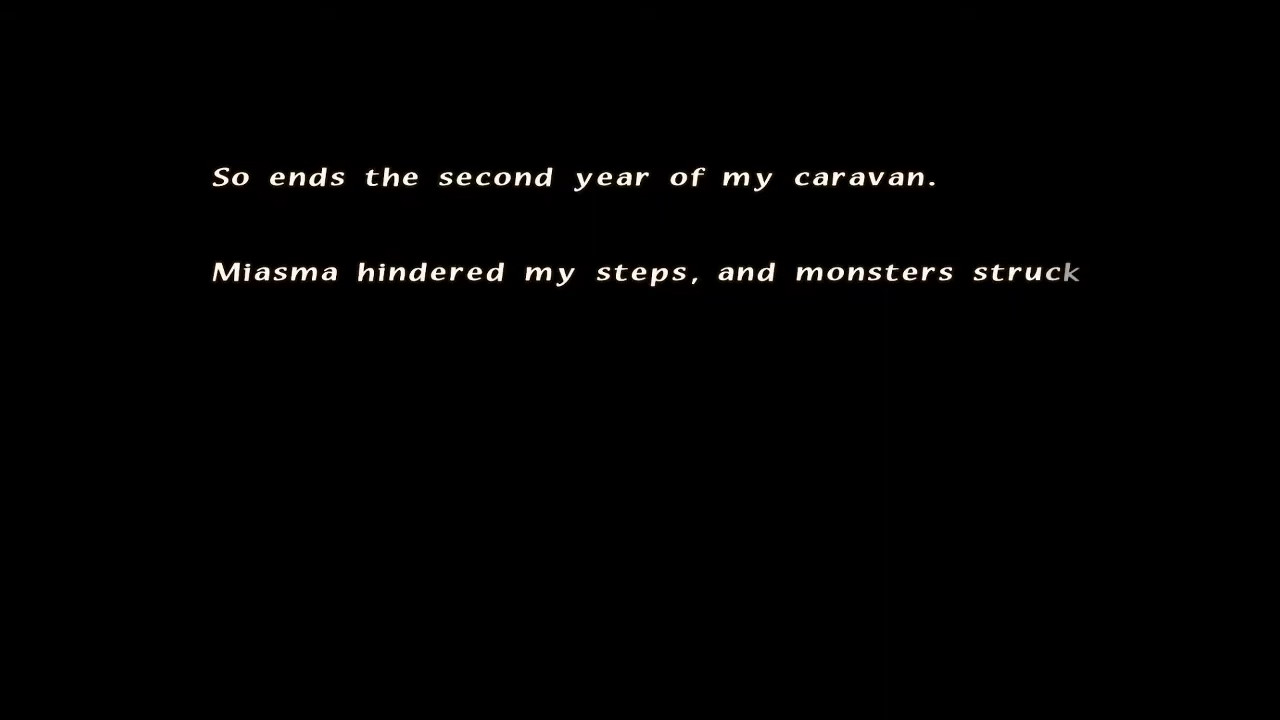 So ends the second year of my caravan.
Miasma hindered my steps, and monsters struck